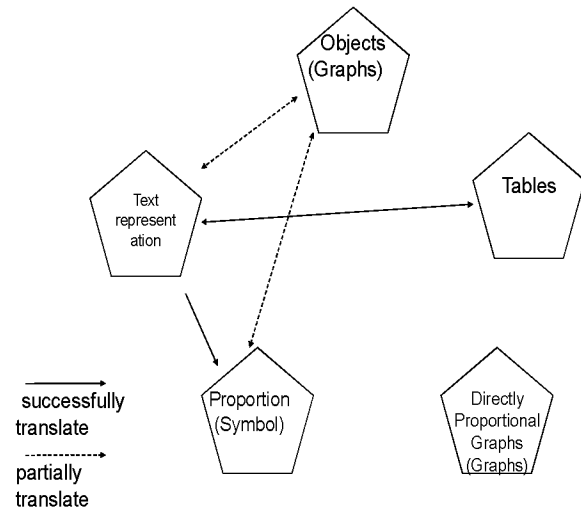 Objects
(Graphs)
Text
represent
ation
Tables
Proportion
(Symbol)
Directly
Proportional
Graphs
(Graphs)
successfully
translate
partially
translate